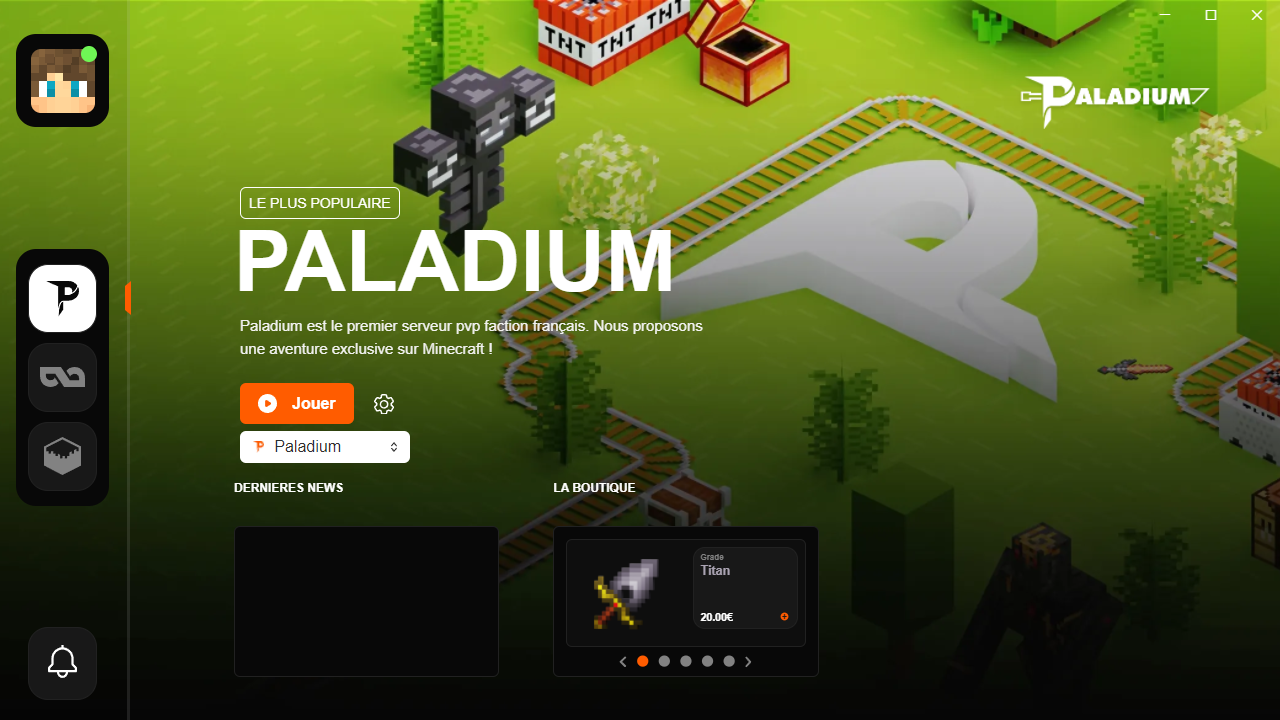 TNT TNT TNT
PALADIUM
LE PLUS POPULAIRE
PALADIUM
Paladium est le premier serveur pvp faction français. Nous proposons
une aventure exclusive sur Minecraft !
Jouer
Paladium
DERNIERES NEWS
LA BOUTIQUE
Grade
Titan
20.00€